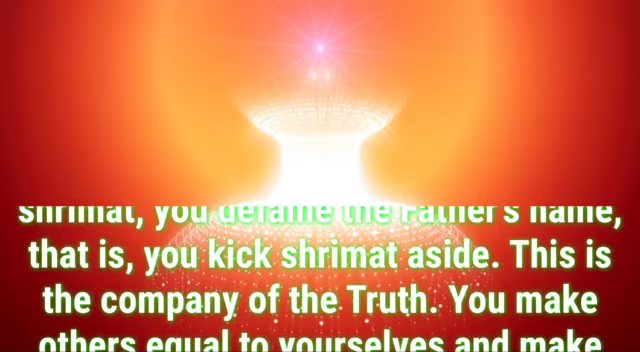 shrimat, you defame the Father's name,
that is, you kick shrimat aside. This is
the company of the Truth. You make
others equal to yourselves and make